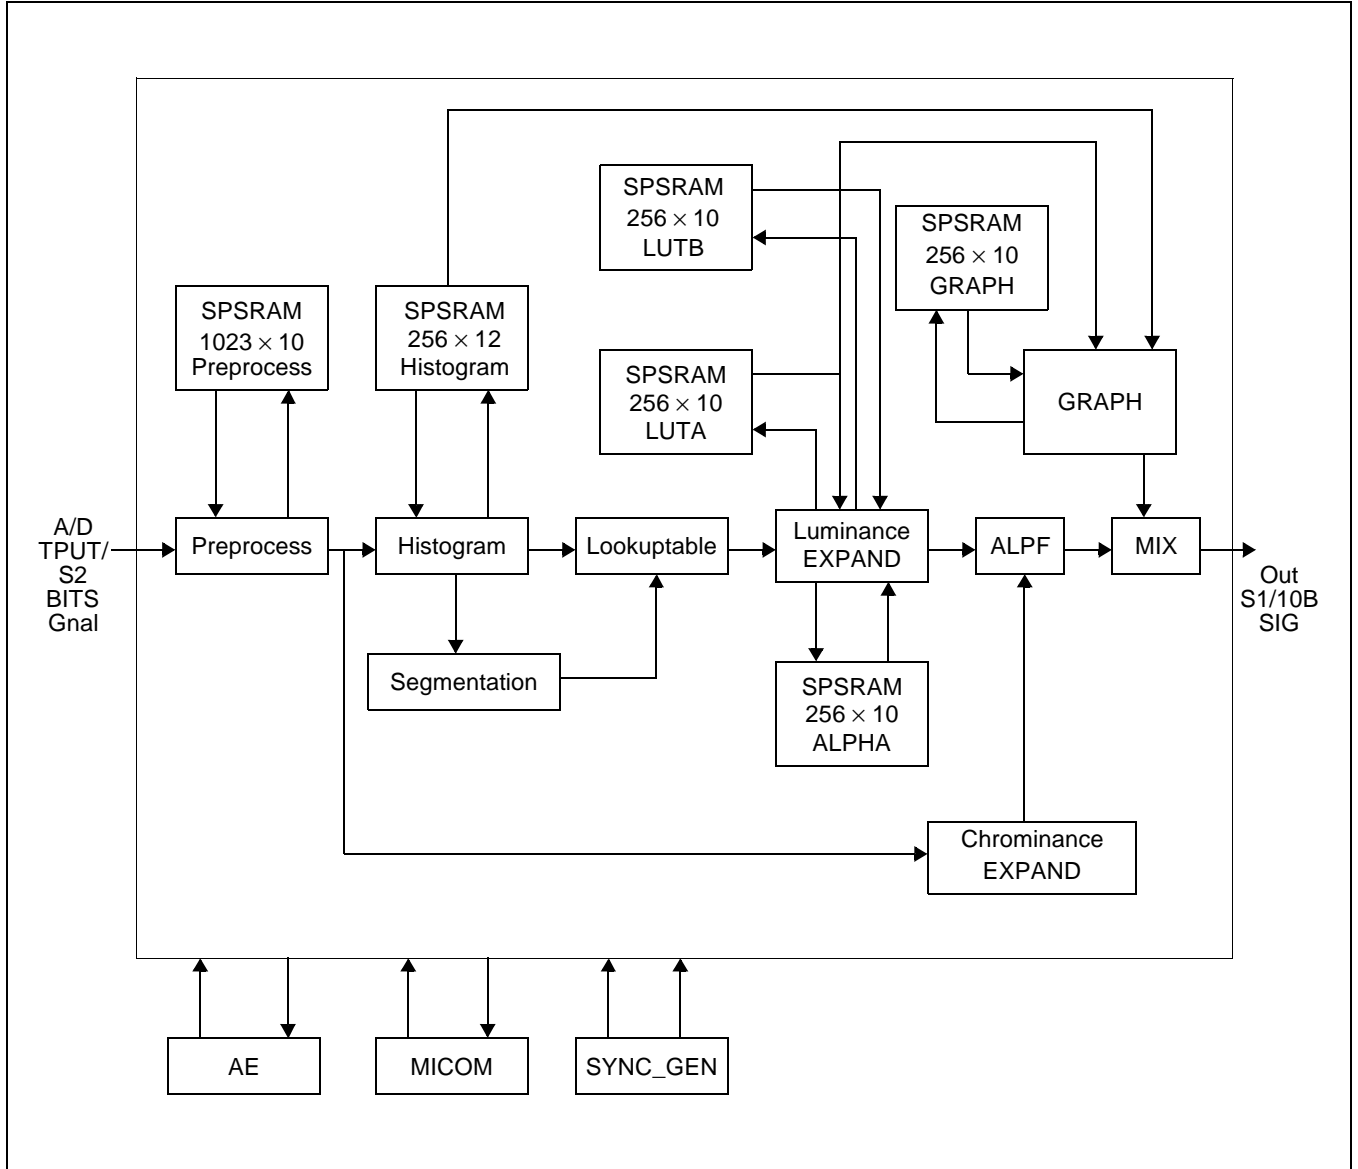 SPSRAM
256 × 10
LUTB
SPSRAM
256 × 10
GRAPH
SPSRAM
1023 × 10
Preprocess
SPSRAM
256 × 12
Histogram
SPSRAM
256 × 10
LUTA
GRAPH
A/D
TPUT/
S2
BITS
Gnal
Preprocess
Histogram
Lookuptable
Luminance
EXPAND
ALPF
MIX
Out
S1/10B
SIG
Segmentation
SPSRAM
256 × 10
ALPHA
Chrominance
EXPAND
AE
MICOM
SYNC_GEN